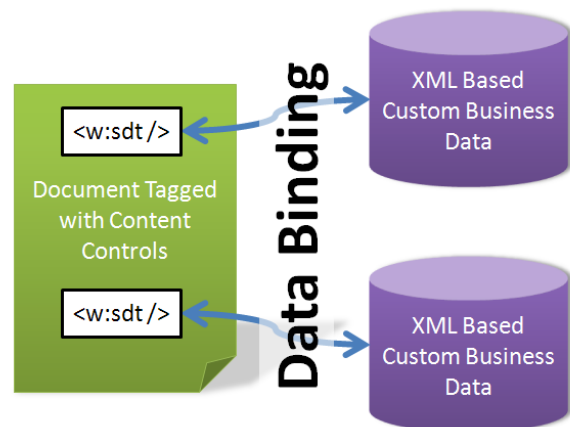 <w:sdt />
Document Tagged
with Content
Controls
<w:sdt />
Data Binding
XML Based
Custom Business
Data
XML Based
Custom Business
Data